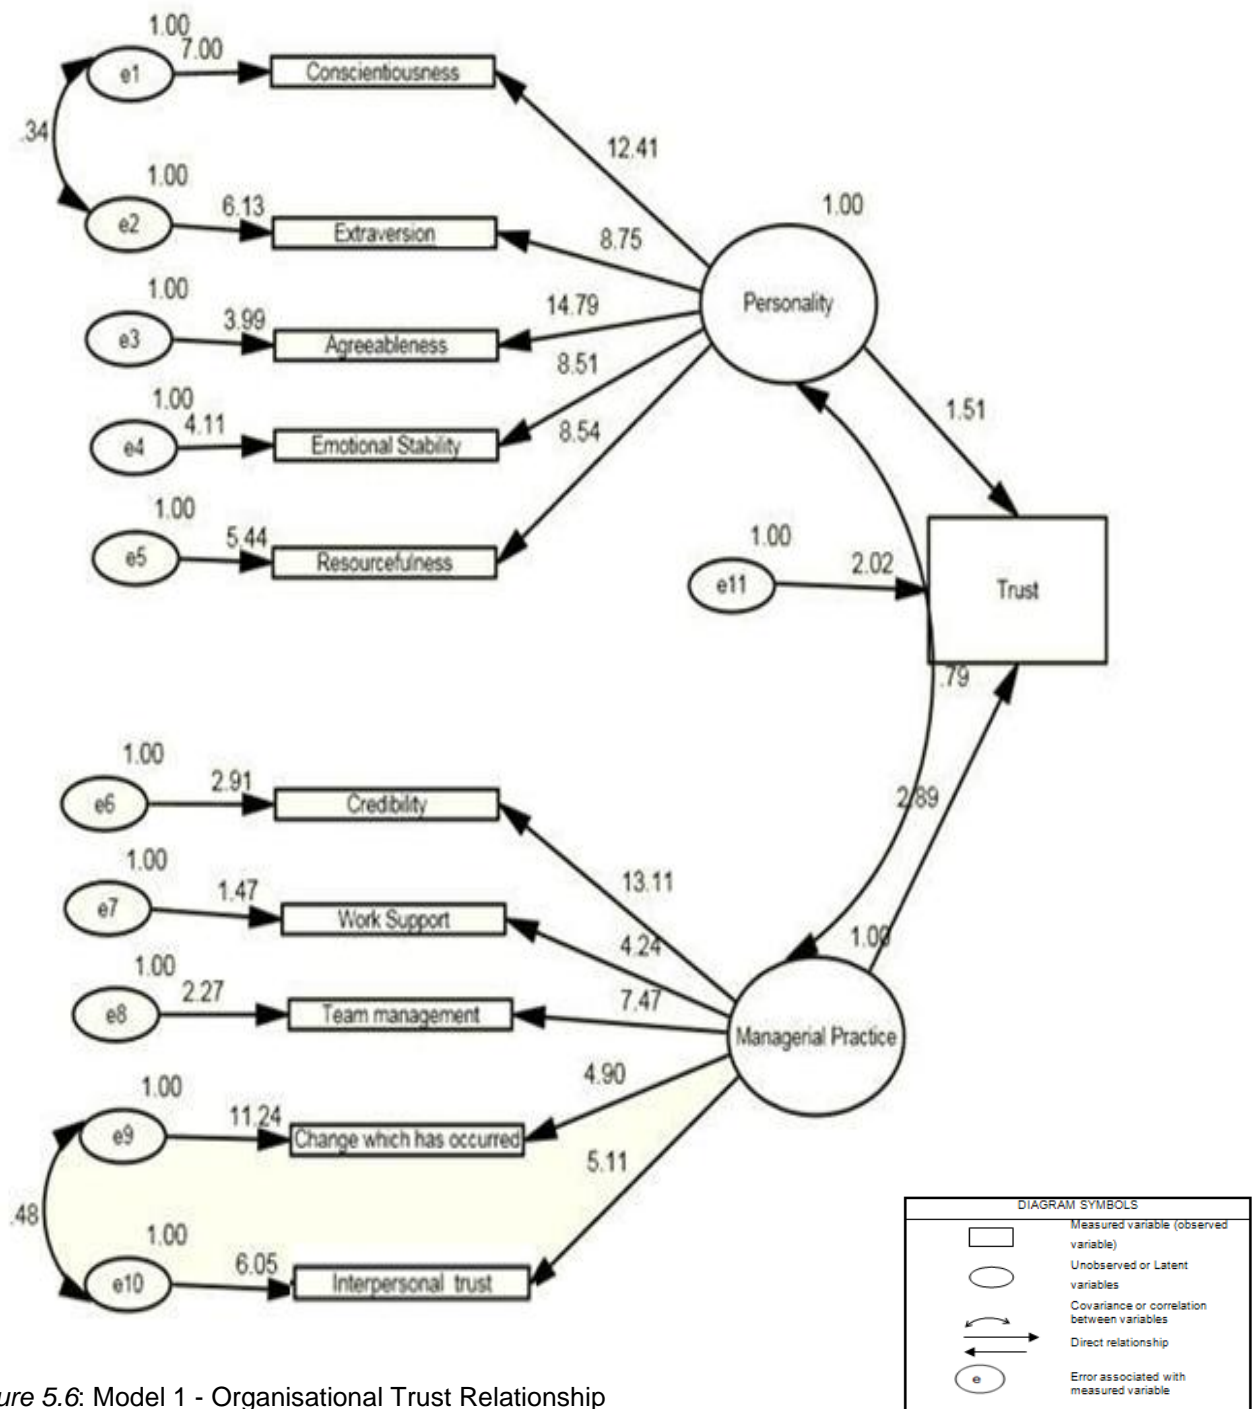 1.00
7.00
e1
Conscientiousness
12.41
.34
1.00
6.13
e2
Extraversion
8.75
1.00
Personality
1.00
3.99
e3
Agreeableness
14.79
8.51
1.00
4.11
e4
Emotional Stability
8.54
1.51
1.00
5.44
e5
Resourcefulness
1.00
2.02
e11
Trust
.79
1.00
2.91
e6
Credibility
2.89
13.11
1.00
1.47
e7
Work Support
4.24
1.00
1.00
2.27
e8
Team management
7.47
Managerial Practice
4.90
1.00
11.24
e9
Change which has occurred
5.11
.48
1.00
6.05
e10
Interpersonal trust
DIAGRAM SYMBOLS
Measured variable (observed
variable)
Unobserved or Latent
variables
Covariance or correlation
between variables
Direct relationship
e
Error associated with
measured variable
ure 5.6: Model 1 - Organisational Trust Relationship